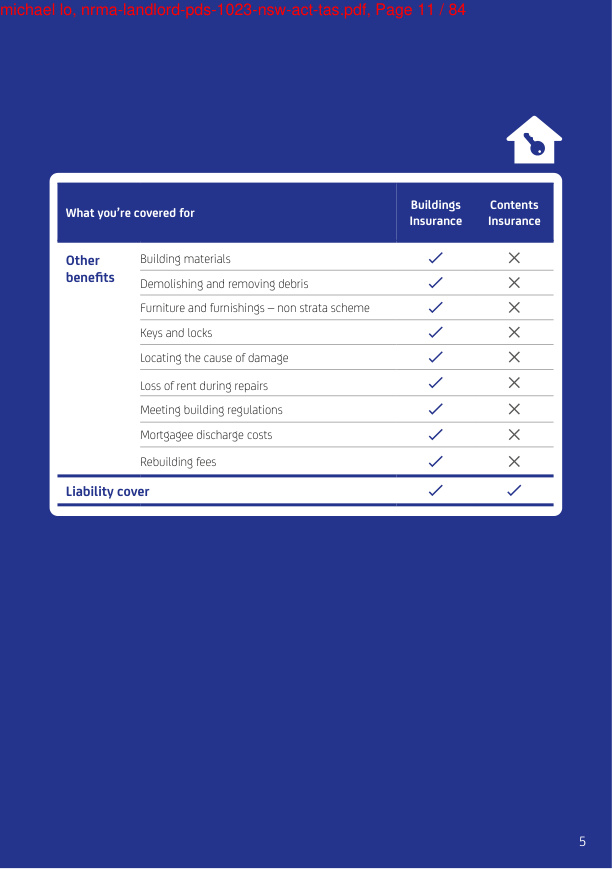 michael lo, nrma-landlord-pds-1023-nsw-act-tas.pdf, Page 11 / 84
What you're covered for
Buildings
Insurance
Contents
Insurance
Other
benefits
Building materials
Demolishing and removing debris
Furniture and furnishings – non strata scheme
Keys and locks
Locating the cause of damage
Loss of rent during repairs
Meeting building regulations
Mortgagee discharge costs
Rebuilding fees
Liability cover
5